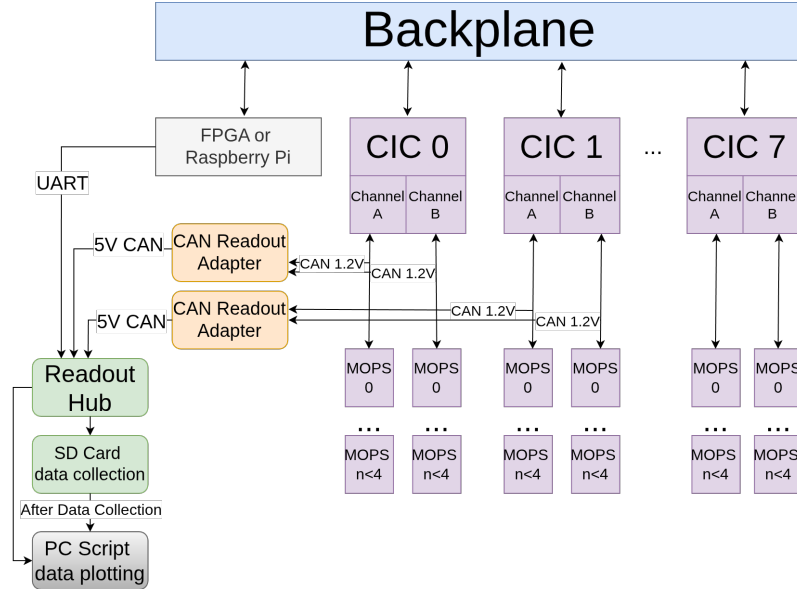 Backplane
FPGA or
Raspberry Pi
CIC 0
CIC 1
...
CIC 7
Channel
A
Channel
B
Channel
A
Channel
B
Channel
A
Channel
B
UART
5V CAN
CAN Readout
Adapter
CAN 1.2V
CAN 1.2V
5V CAN
CAN Readout
Adapter
CAN 1.2V
CAN 1.2V
Readout
Hub
MOPS
0
MOPS
0
MOPS
0
MOPS
0
MOPS
0
MOPS
0
...
...
...
...
...
...
SD Card
data collection
MOPS
n<4
MOPS
n<4
MOPS
n<4
MOPS
n<4
MOPS
n<4
MOPS
n<4
After Data Collection
PC Script
data plotting